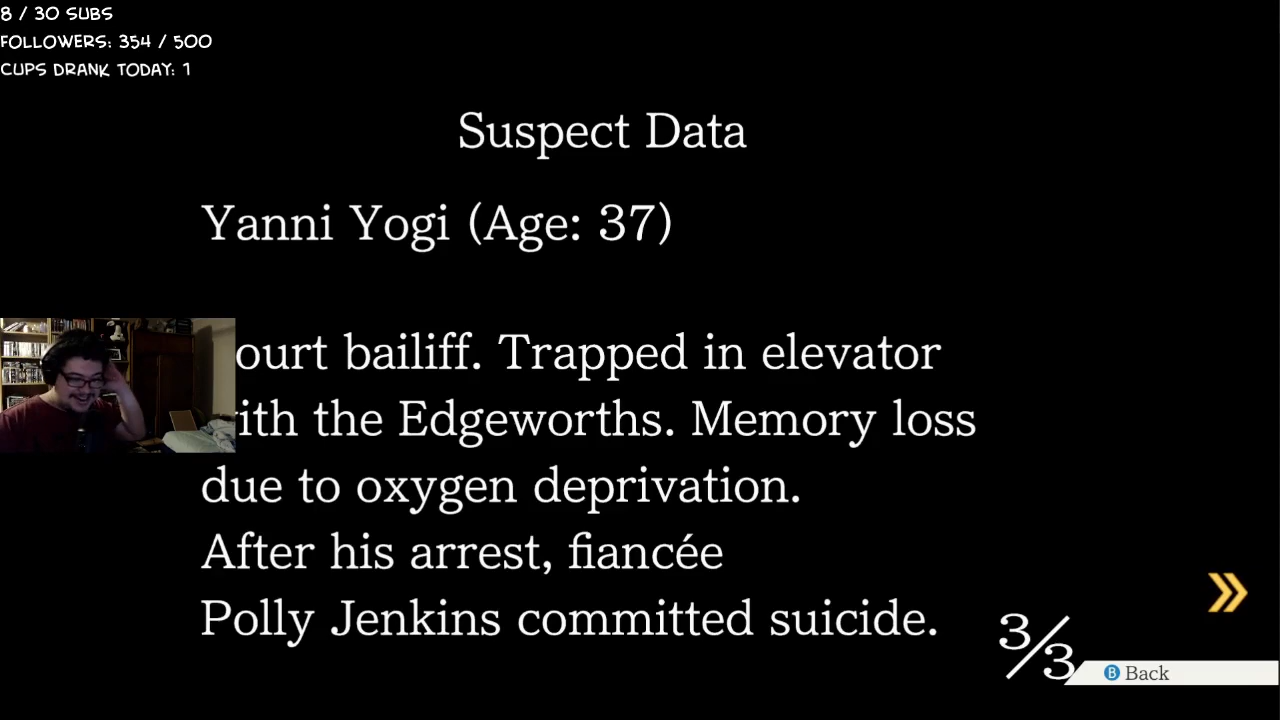 8 / 30 SUBS
FOLLOWERS: 354 / 500
CUPS DRANK TODAY: 1
Suspect Data
Yanni Yogi (Age: 37)
ourt bailiff. Trapped in elevator
ith the Edgeworths. Memory loss
due to oxygen deprivation.
After his arrest, fiancée
Polly Jenkins committed suicide.
3/3
B Back